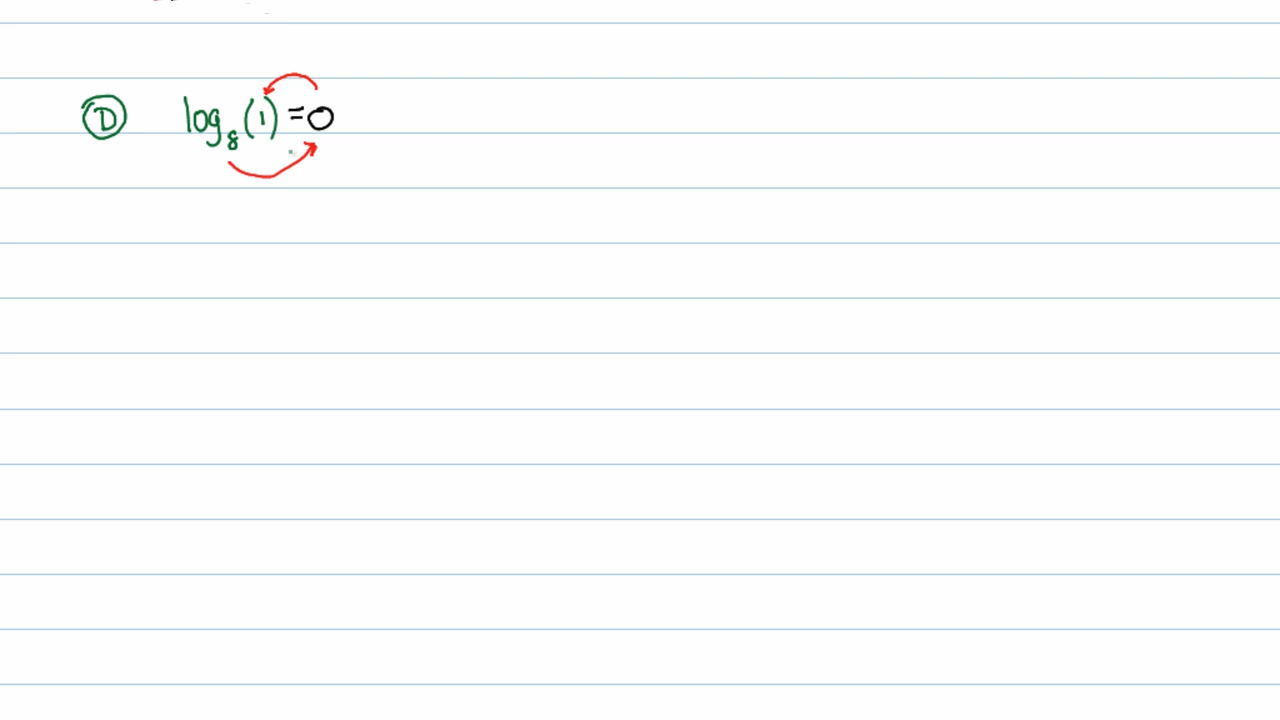 Ⓓ log₈(1) = 0